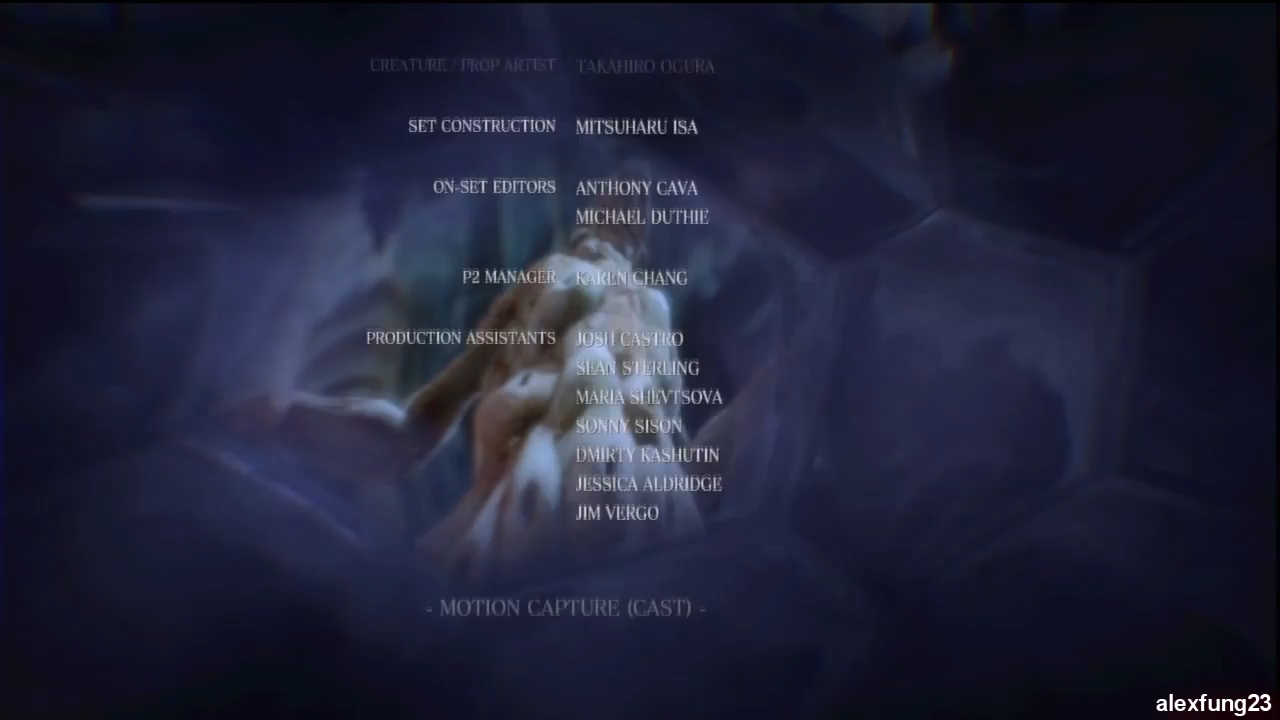 CREATURE / PROP ARTIST TAKAHIRO OGURA
SET CONSTRUCTION MITSUHARU ISA
ON-SET EDITORS ANTHONY CAVA
MICHAEL DUTHIE
P2 MANAGER KAREN CHANG
PRODUCTION ASSISTANTS JOSH CASTRO
SEAN STERLING
MARIA SHEVTSOVA
SONNY SISON
DMIRTY KASHUTIN
JESSICA ALDRIDGE
JIM VERGO
- MOTION CAPTURE (CAST) -
alexfung23